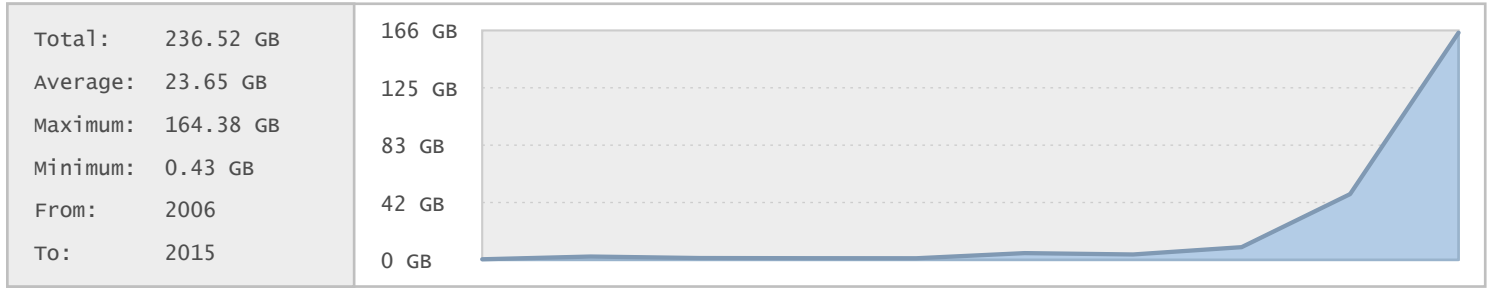 Total: 236.52 GB
Average: 23.65 GB
Maximum: 164.38 GB
Minimum: 0.43 GB
From: 2006
To: 2015
166 GB
125 GB
83 GB
42 GB
0 GB